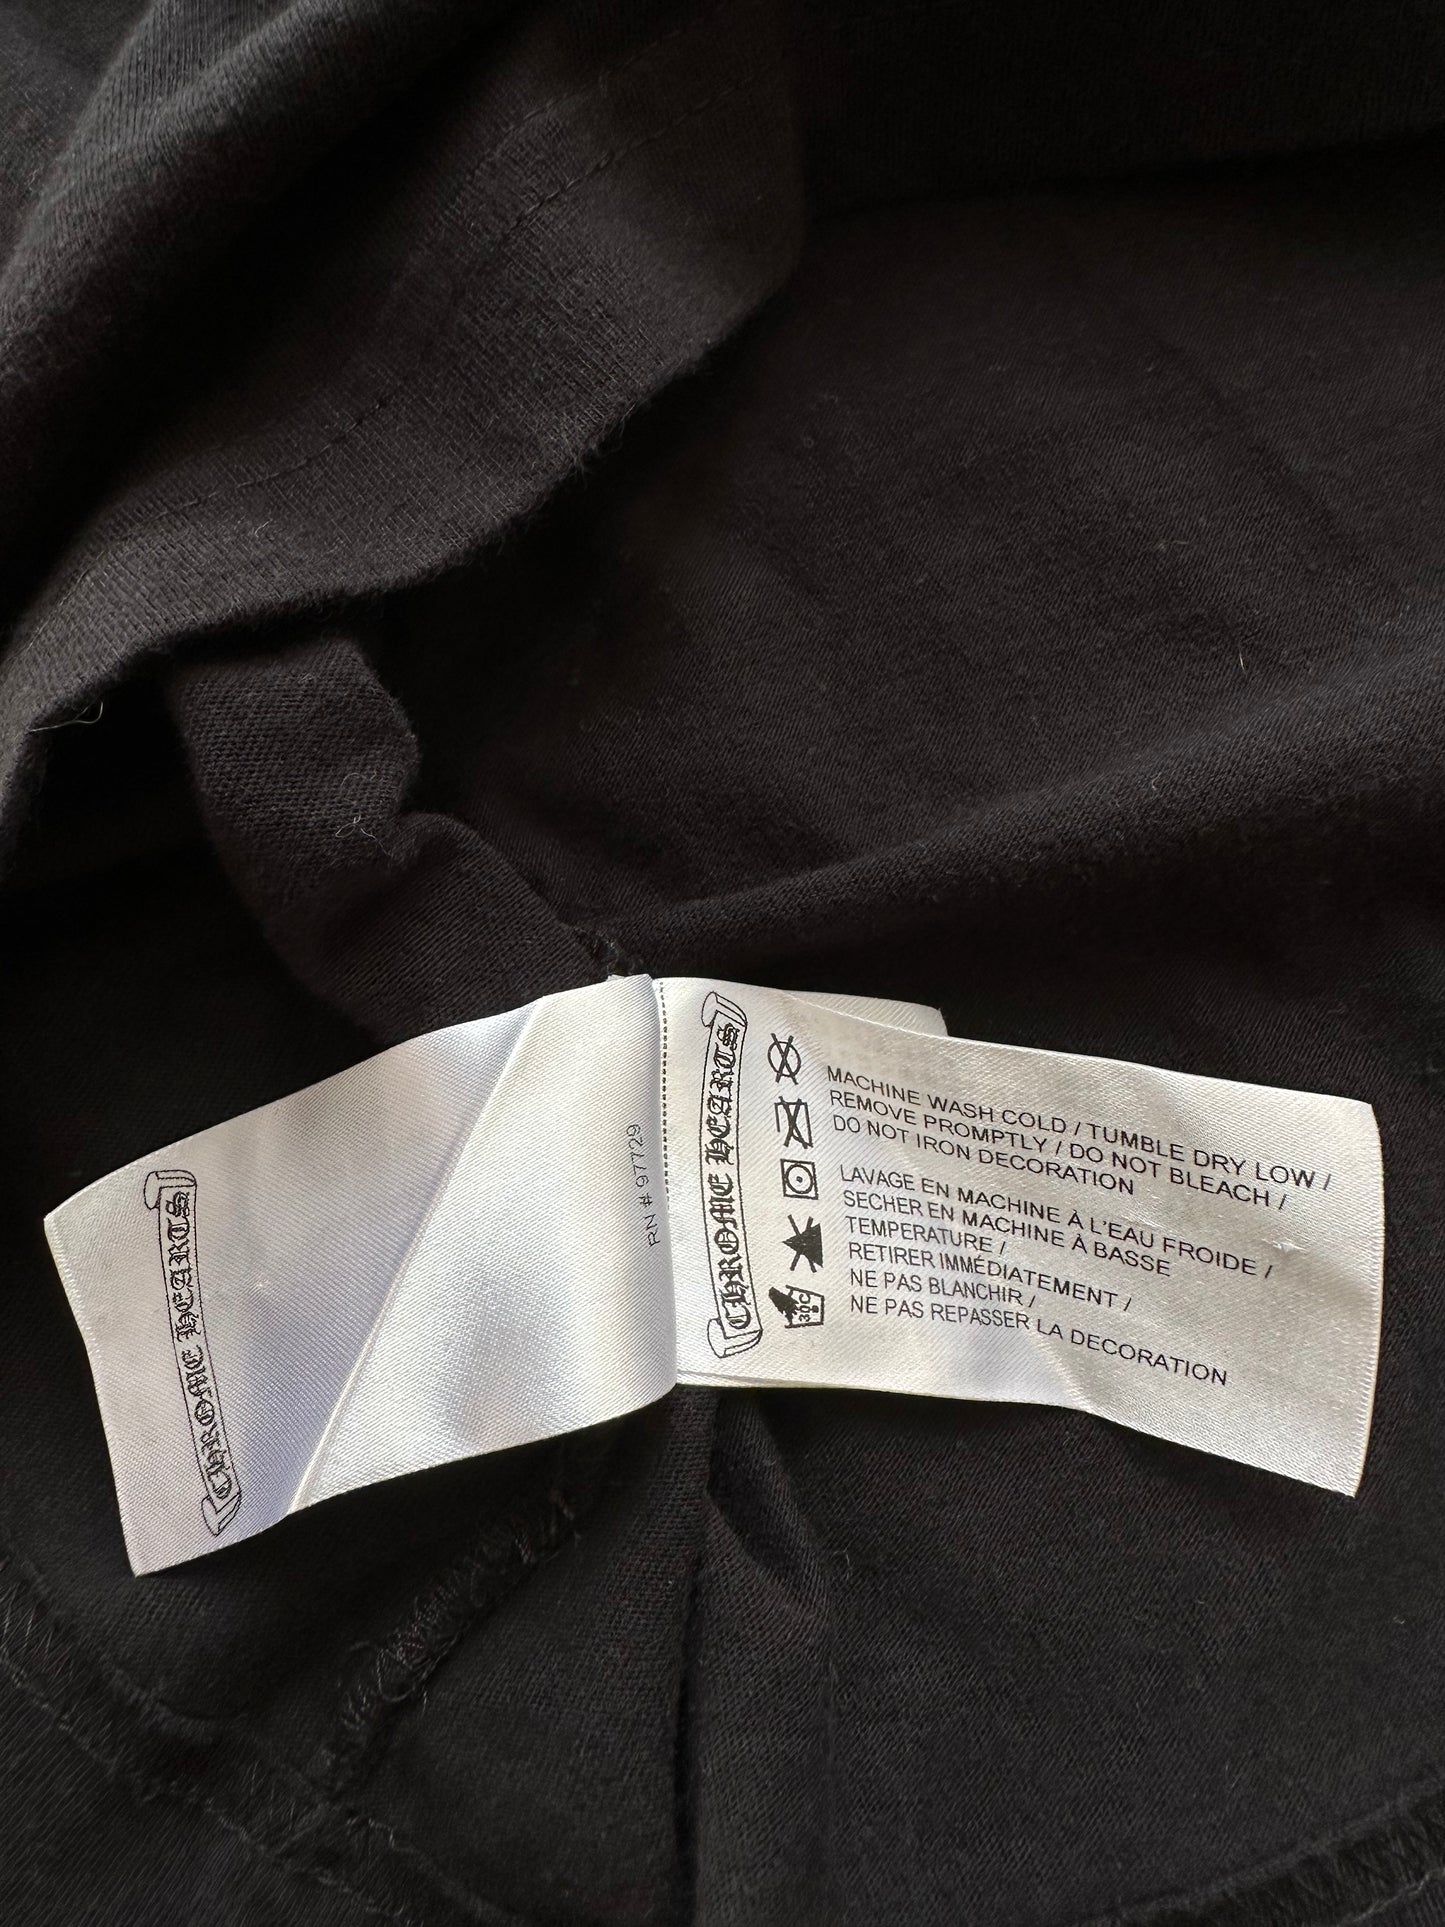 CHROME HEARTS
RN # 97729
CHROME HEARTS
MACHINE WASH COLD / TUMBLE DRY LOW /
REMOVE PROMPTLY / DO NOT BLEACH /
DO NOT IRON DECORATION
LAVAGE EN MACHINE À L'EAU FROIDE /
SECHER EN MACHINE À BASSE
TEMPERATURE /
RETIRER IMMÉDIATEMENT /
NE PAS BLANCHIR /
NE PAS REPASSER LA DECORATION
30C